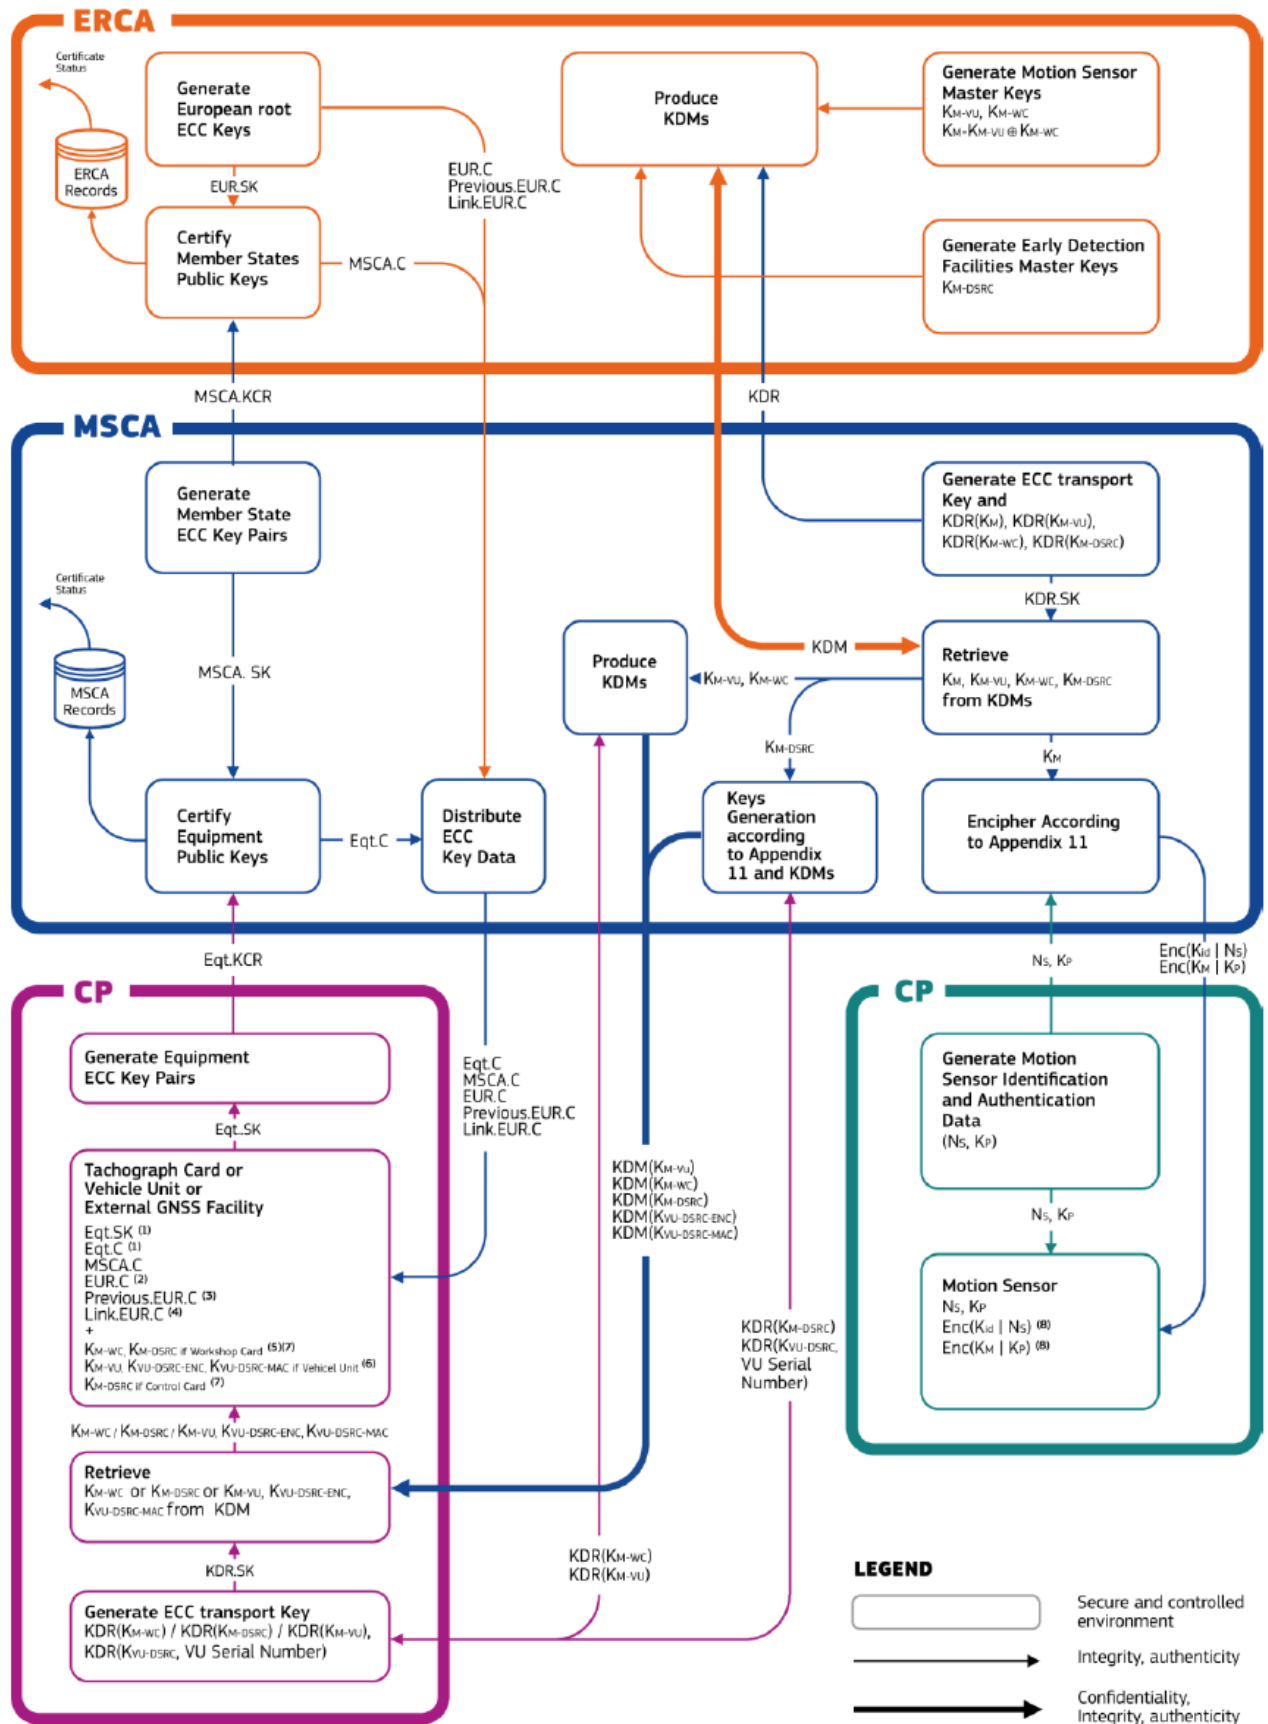 ERCA
Certificate
Status
Generate
European root
ECC Keys
ERCA
Records
EUR.SK
Certify
Member States
Public Keys
MSCA.C
EUR.C
Previous.EUR.C
Link.EUR.C
Produce
KDMs
Generate Motion Sensor
Master Keys
KM-VU, KM-WC
KM=KM-VU ⊕ KM-WC
Generate Early Detection
Facilities Master Keys
KM-DSRC
MSCA.KCR
KDR
MSCA
Generate
Member State
ECC Key Pairs
Certificate
Status
MSCA
Records
MSCA. SK
Certify
Equipment
Public Keys
Eqt.C
Distribute
ECC
Key Data
Generate ECC transport
Key and
KDR(KM), KDR(KM-VU),
KDR(KM-WC), KDR(KM-DSRC)
KDR.SK
KDM
Produce
KDMs
KM-VU, KM-WC
Retrieve
KM, KM-VU, KM-WC, KM-DSRC
from KDMs
KM-DSRC
KM
Keys
Generation
according
to Appendix
11 and KDMs
Encipher According
to Appendix 11
Eqt.KCR
NS, KP
Enc(Kid | NS)
Enc(KM | KP)
CP
Generate Equipment
ECC Key Pairs
Eqt.SK
Tachograph Card or
Vehicle Unit or
External GNSS Facility
Eqt.SK (1)
Eqt.C (1)
MSCA.C
EUR.C (2)
Previous.EUR.C (3)
Link.EUR.C (4)
+
KM-WC, KM-DSRC if Workshop Card (5)(7)
KM-VU, KVU-DSRC-ENC, KVU-DSRC-MAC if Vehicel Unit (6)
KM-DSRC if Control Card (7)
KM-WC / KM-DSRC / KM-VU, KVU-DSRC-ENC, KVU-DSRC-MAC
Retrieve
KM-WC or KM-DSRC or KM-VU, KVU-DSRC-ENC,
KVU-DSRC-MAC from KDM
KDR.SK
Generate ECC transport Key
KDR(KM-WC) / KDR(KM-DSRC) / KDR(KM-VU),
KDR(KVU-DSRC, VU Serial Number)
Eqt.C
MSCA.C
EUR.C
Previous.EUR.C
Link.EUR.C
KDM(KM-VU)
KDM(KM-WC)
KDM(KM-DSRC)
KDM(KVU-DSRC-ENC)
KDM(KVU-DSRC-MAC)
KDR(KM-DSRC)
KDR(KVU-DSRC,
VU Serial
Number)
KDR(KM-WC)
KDR(KM-VU)
CP
Generate Motion
Sensor Identification
and Authentication
Data
(NS, KP)
NS, KP
Motion Sensor
NS, KP
Enc(Kid | NS) (8)
Enc(KM | KP) (8)
LEGEND
Secure and controlled
environment
Integrity, authenticity
Confidentiality,
Integrity, authenticity